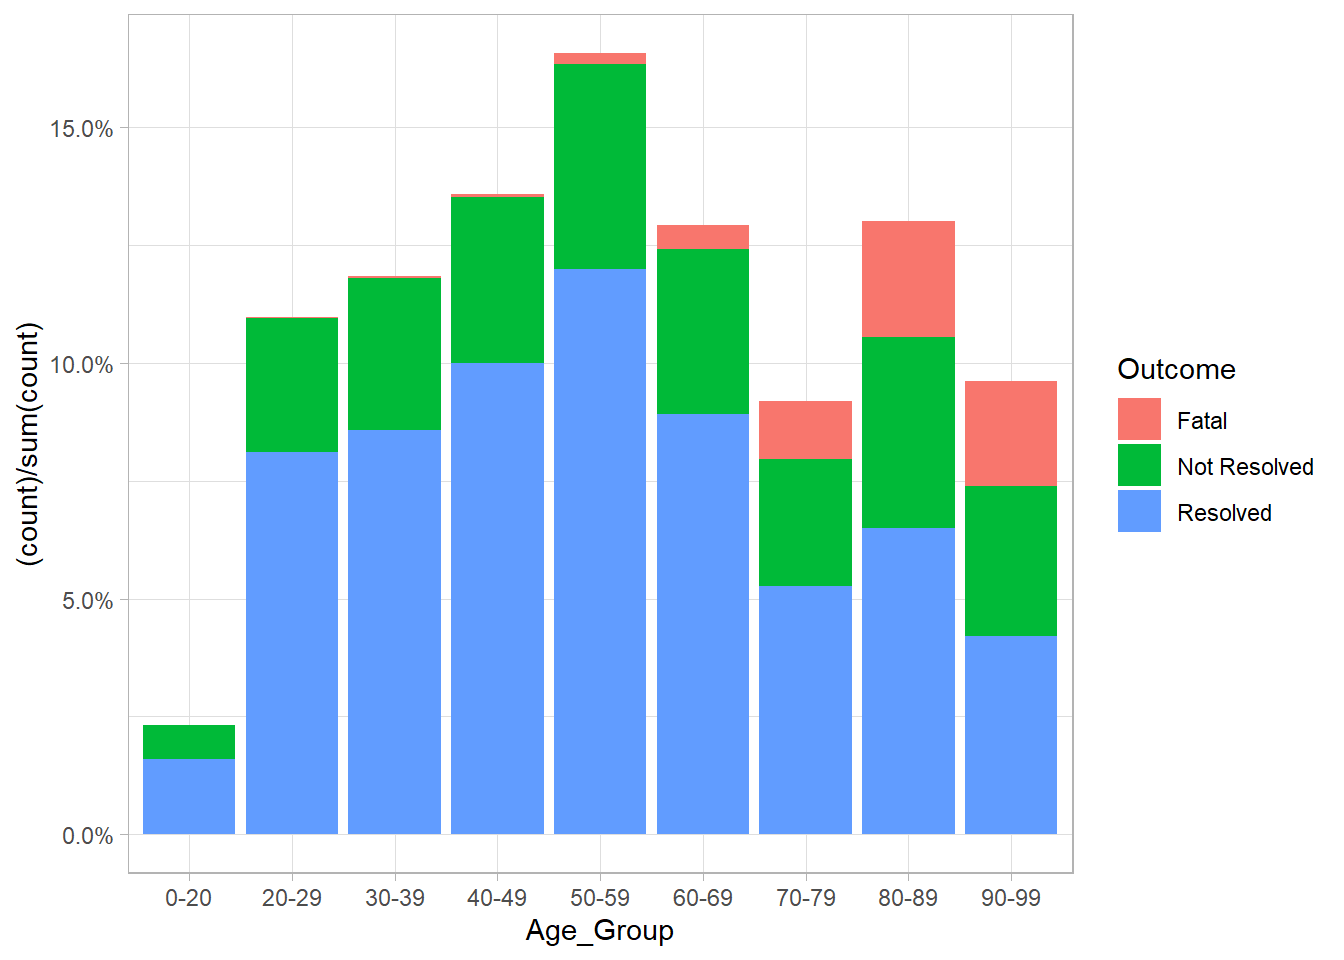 15.0%
10.0%
5.0%
0.0%
(count)/sum(count)
0-20 20-29 30-39 40-49 50-59 60-69 70-79 80-89 90-99
Age_Group
Outcome
Fatal
Not Resolved
Resolved